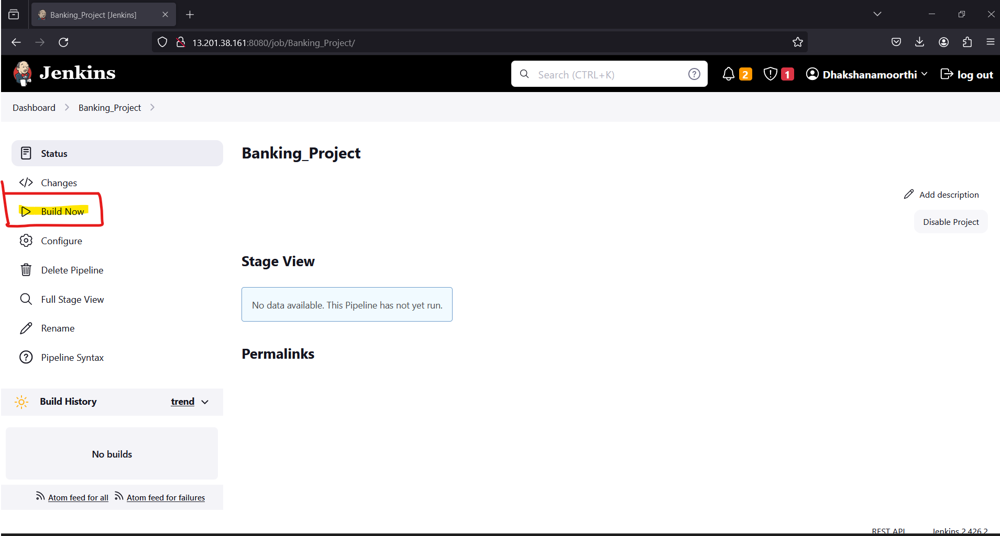 Banking_Project [Jenkins]
13.201.38.161:8080/job/Banking_Project/
Jenkins
Search (CTRL+K)
2
1
Dhakshanamoorthi
log out
Dashboard
Banking_Project
Status
Changes
Build Now
Configure
Delete Pipeline
Full Stage View
Rename
Pipeline Syntax
Build History
trend
No builds
Atom feed for all
Atom feed for failures
Banking_Project
Add description
Disable Project
Stage View
No data available. This Pipeline has not yet run.
Permalinks
REST API
Jenkins 2.426.2